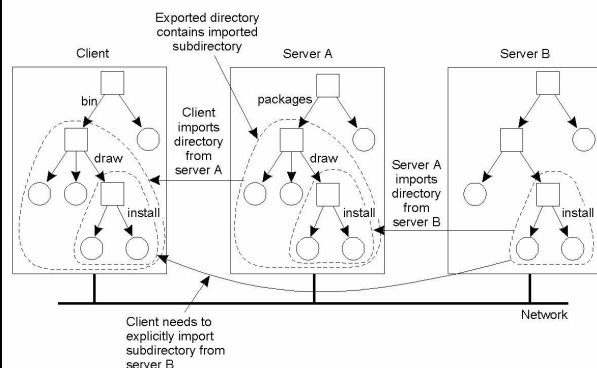 Exported directory
contains imported
subdirectory
Client
Server A
Server B
bin
packages
Client
imports
directory
from
server A
draw
draw
Server A
imports
directory
from
server B
install
install
install
Network
Client needs to
explicitly import
subdirectory from
server B